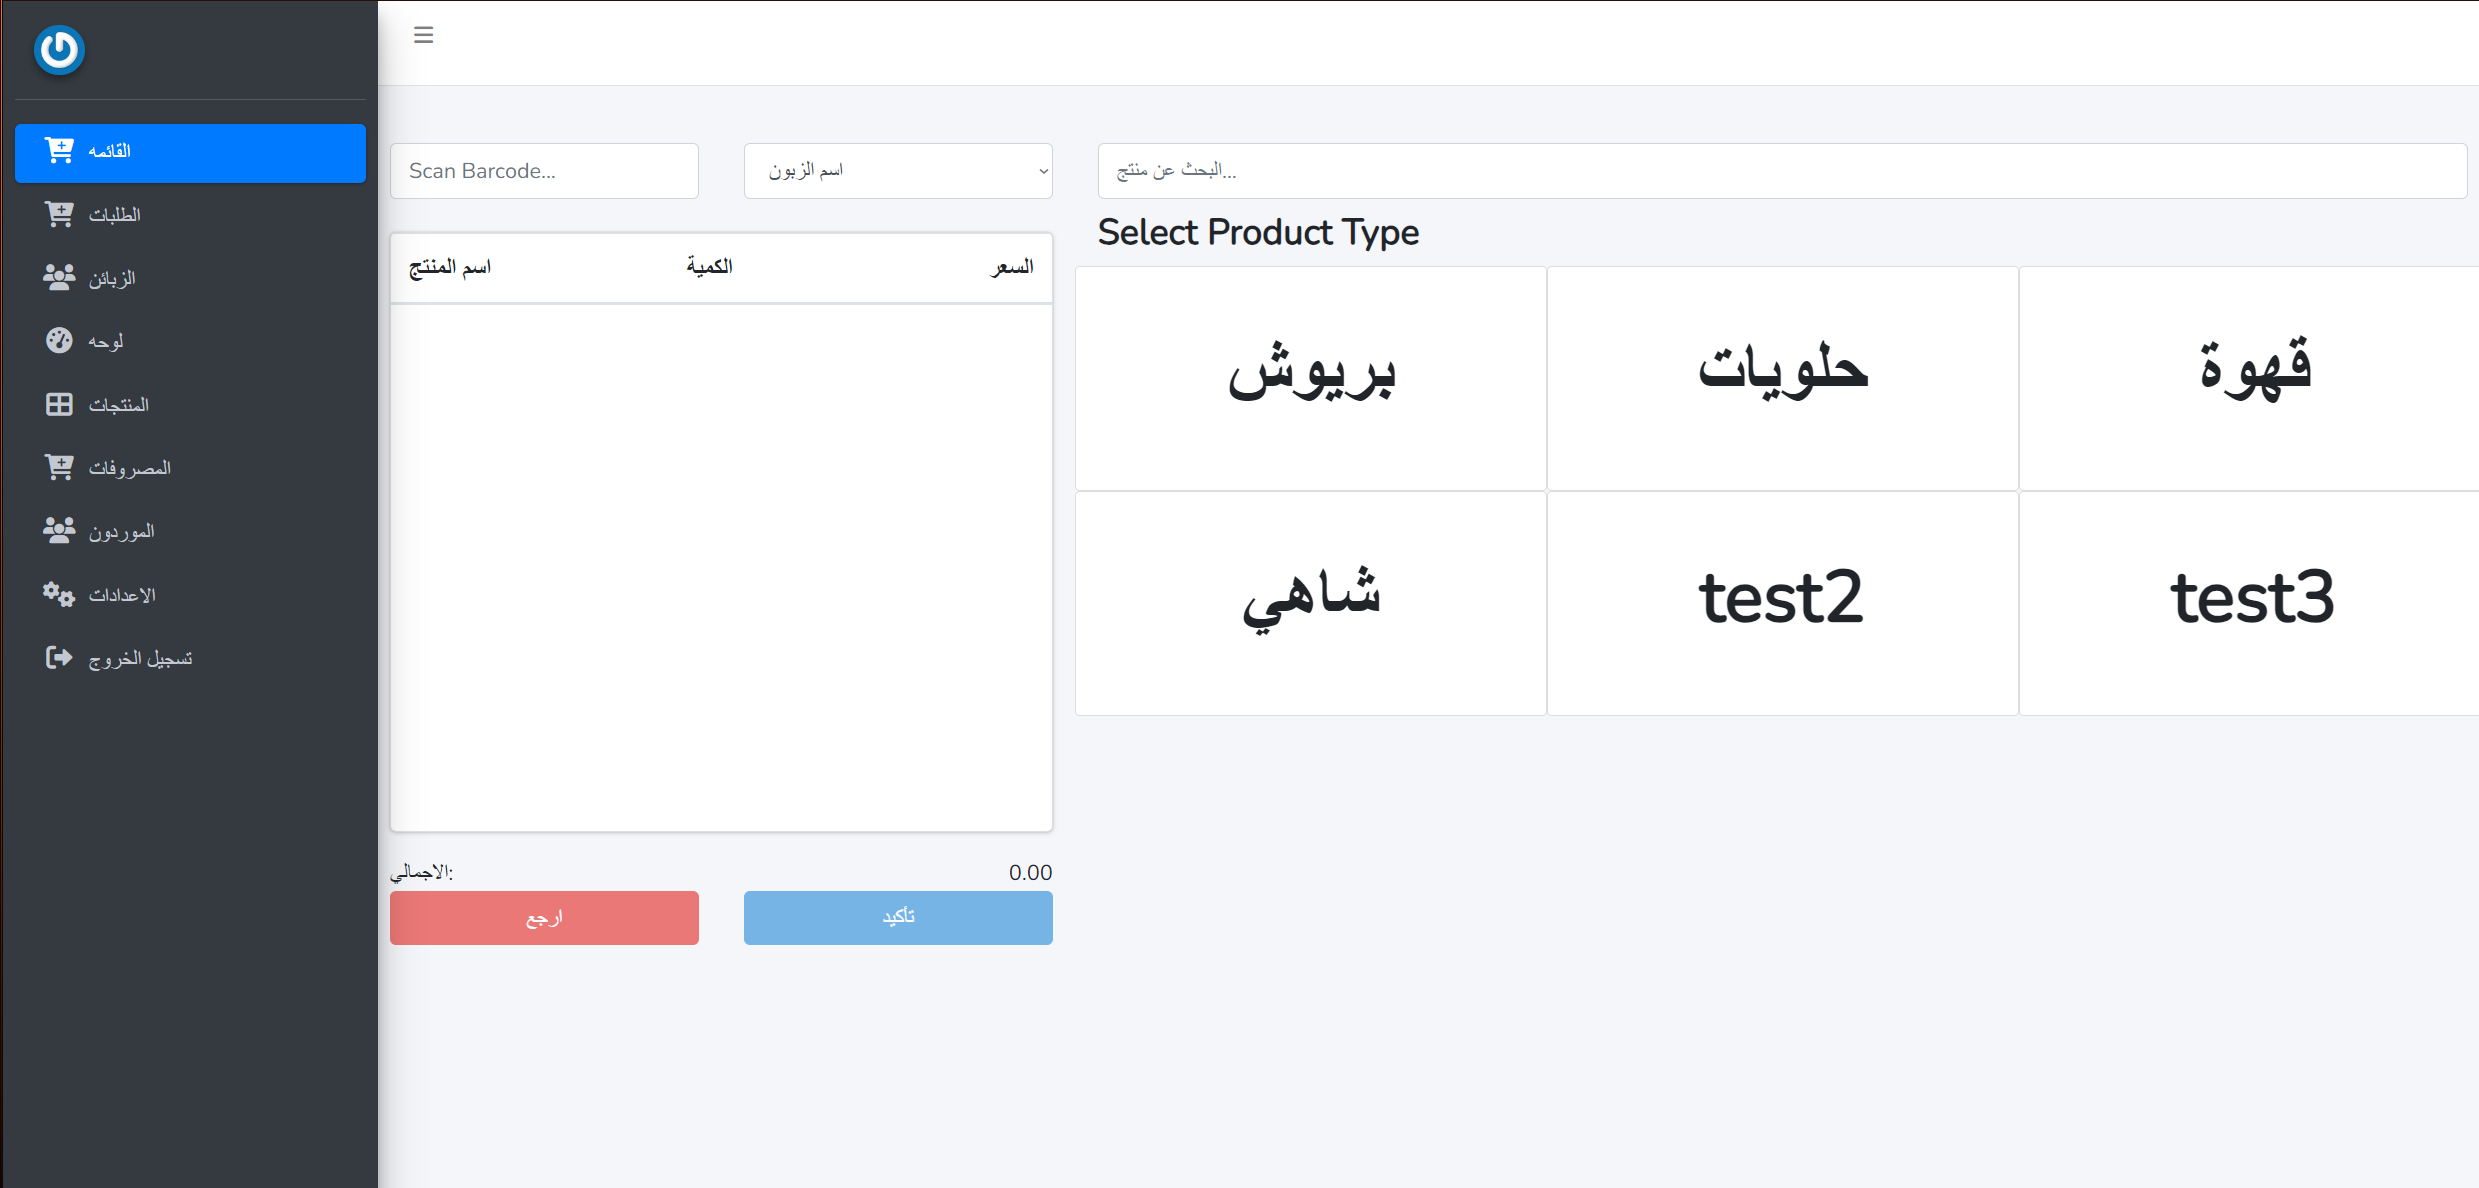 القائمه
الطلبات
الزبائن
لوحه
المنتجات
المصروفات
الموردون
الاعدادات
تسجيل الخروج
Scan Barcode...
اسم الزبون
البحث عن منتج...
اسم المنتج الكمية السعر
الاجمالي: 0.00
ارجع
تأكيد
Select Product Type
بريوش
حلويات
قهوة
شاهي
test2
test3